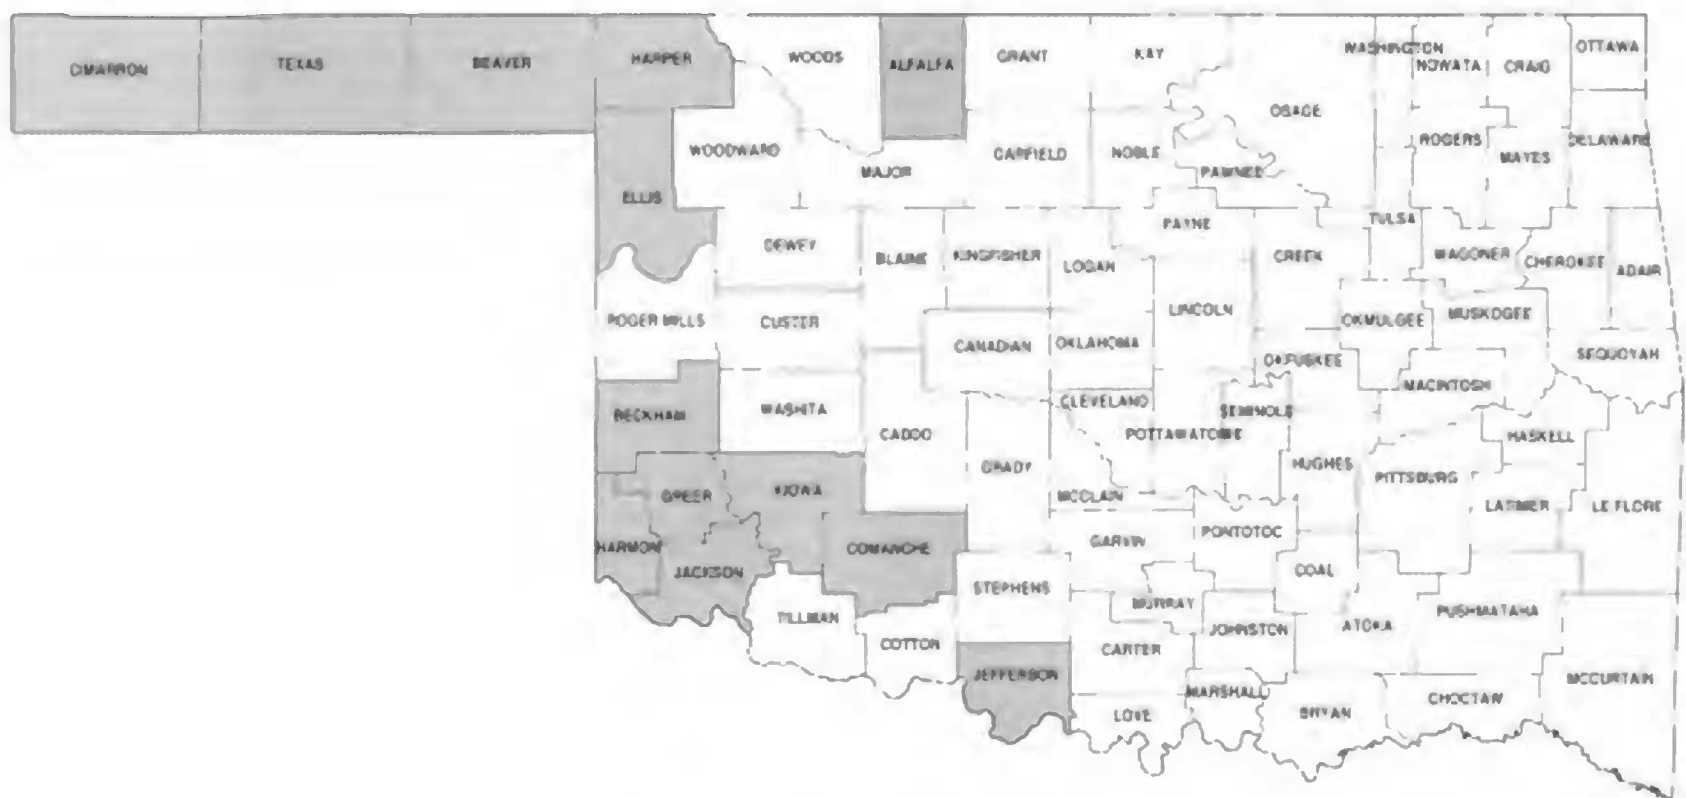 CIMARRON
TEXAS
BEAVER
HARPER
WOODS
ALFALFA
GRANT
KAY
WASHINGTON
NOWATA
CRAIG
OTTAWA
OSAGE
WOODWARD
MAJOR
GARFIELD
NOBLE
PAWNEE
ROGERS
MAYES
DELAWARE
ELLIS
DEWEY
BLAINE
KINGFISHER
LOGAN
PAYNE
CREEK
TULSA
WAGONER
CHEROKEE
ADAIR
ROGER MILLS
CUSTER
CANADIAN
OKLAHOMA
LINCOLN
OKMULGEE
MUSKOGEE
OKFUSKEE
SEQUOYAH
MACINTOSH
BECKHAM
WASHITA
CADDO
CLEVELAND
SEMINOLE
POTTAWATOMIE
HASKELL
GRADY
HUGHES
PITTSBURG
GREER
KIOWA
MCCLAIN
LATIMER
LE FLORE
HARMON
JACKSON
COMANCHE
GARVIN
PONTOTOC
COAL
STEPHENS
MURRAY
PUSHMATAHA
TILLMAN
COTTON
JOHNSTON
ATOKA
CARTER
JEFFERSON
MARSHALL
LOVE
BRYAN
CHOCTAW
MCCURTAIN